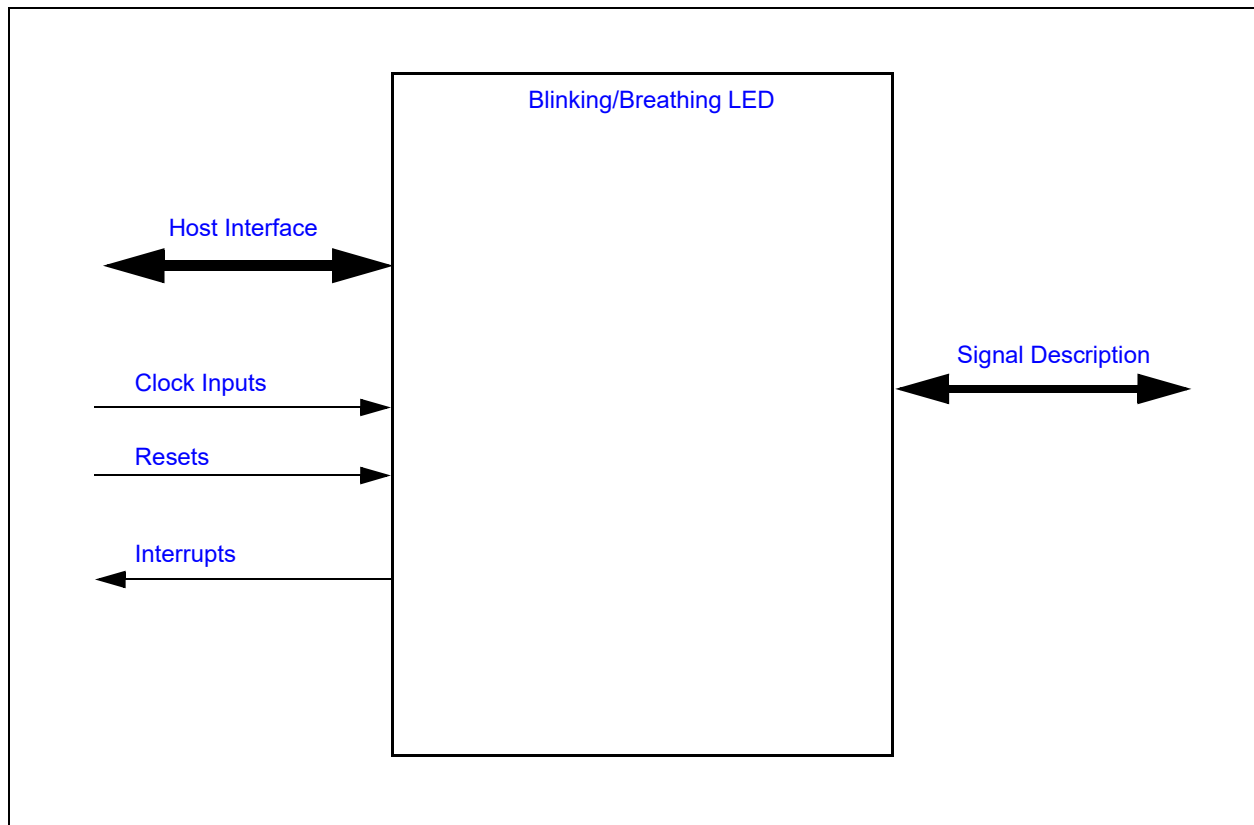 Blinking/Breathing LED
Host Interface
Signal Description
Clock Inputs
Resets
Interrupts